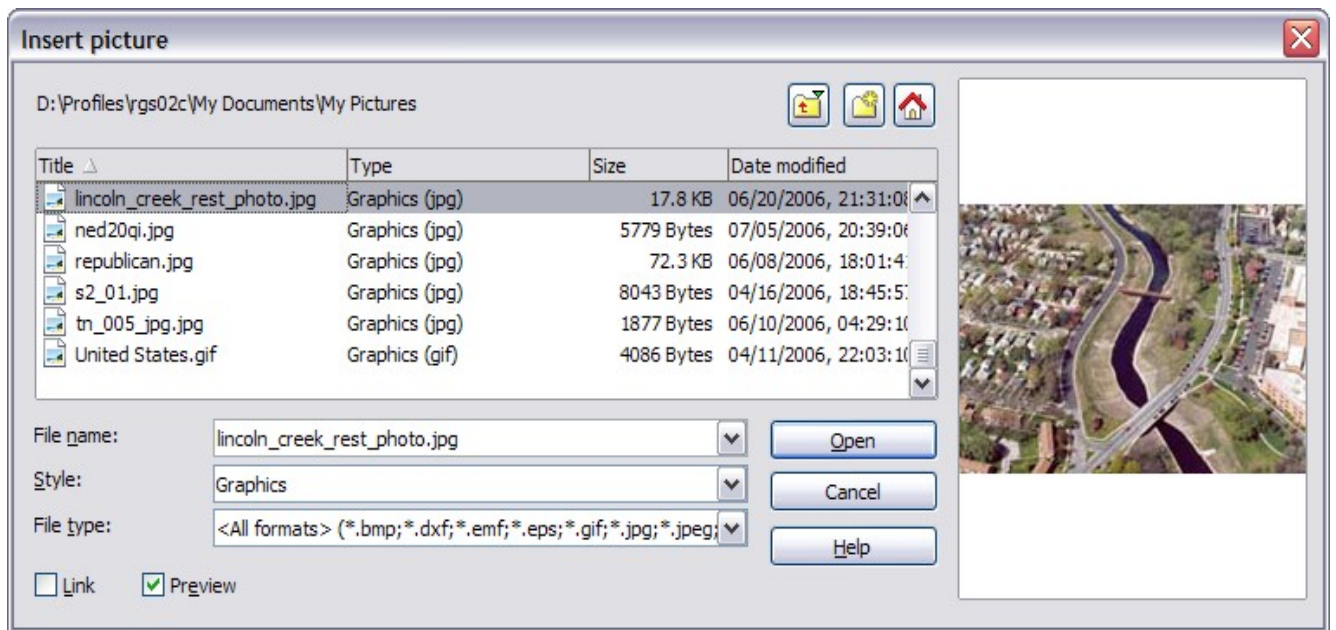 Insert picture
D:\Profiles\rgs02c\My Documents\My Pictures
Title Type Size Date modified
lincoln_creek_rest_photo.jpg Graphics (jpg) 17.8 KB 06/20/2006, 21:31:08
ned20qi.jpg Graphics (jpg) 5779 Bytes 07/05/2006, 20:39:06
republican.jpg Graphics (jpg) 72.3 KB 06/08/2006, 18:01:4
s2_01.jpg Graphics (jpg) 8043 Bytes 04/16/2006, 18:45:5
tn_005_jpg.jpg Graphics (jpg) 1877 Bytes 06/10/2006, 04:29:1
United States.gif Graphics (gif) 4086 Bytes 04/11/2006, 22:03:1
File name: lincoln_creek_rest_photo.jpg Open
Style: Graphics Cancel
File type: <All formats> (*.bmp;*.dxf;*.emf;*.eps;*.gif;*.jpg;*.jpeg; Help
Link Preview